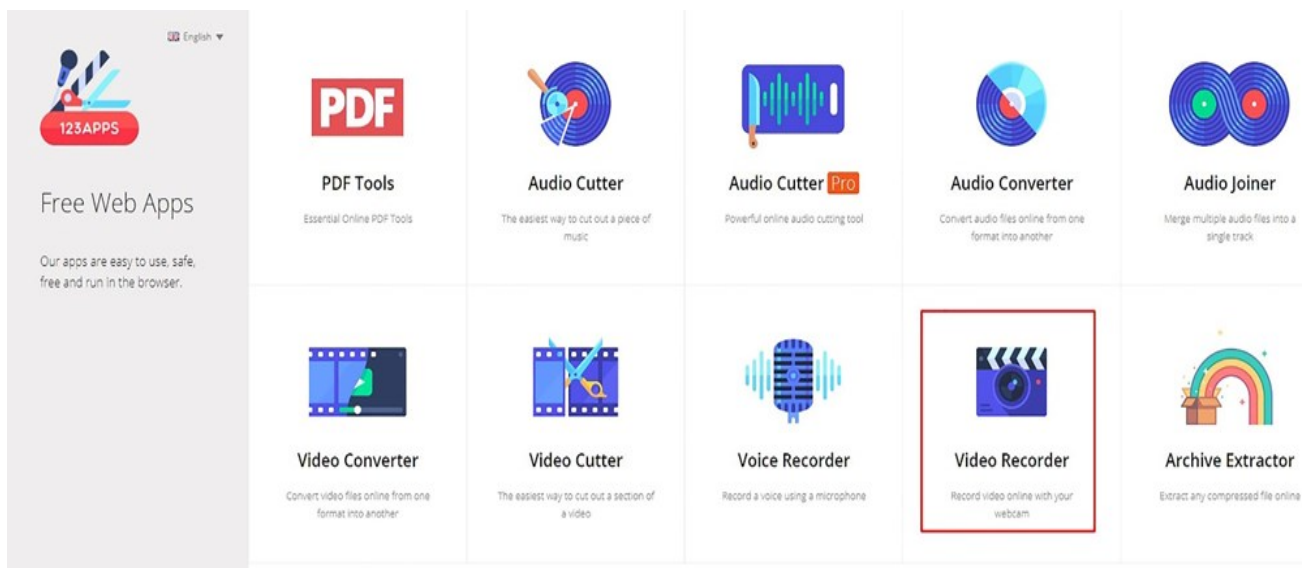 English
123APPS
Free Web Apps
Our apps are easy to use, safe,
free and run in the browser.
PDF
PDF Tools
Essential Online PDF Tools
Audio Cutter
The easiest way to cut out a piece of
music
Audio Cutter Pro
Powerful online audio cutting tool
Audio Converter
Convert audio files online from one
format into another
Audio Joiner
Merge multiple audio files into a
single track
Video Converter
Convert video files online from one
format into another
Video Cutter
The easiest way to cut out a section of
a video
Voice Recorder
Record a voice using a microphone
Video Recorder
Record video online with your
webcam
Archive Extractor
Extract any compressed file online